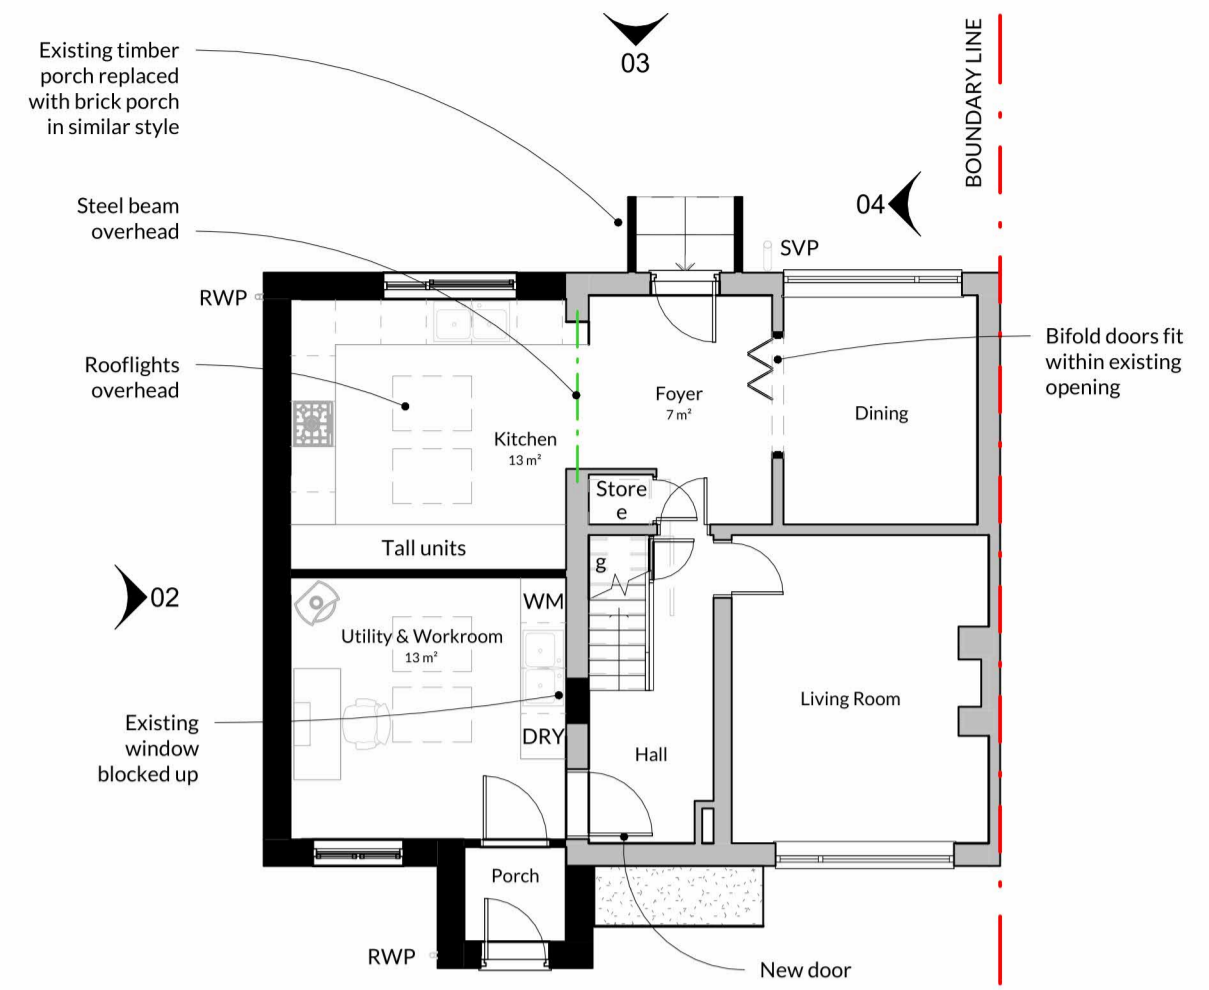 03
BOUNDARY LINE
Existing timber
porch replaced
with brick porch
in similar style
04
Steel beam
overhead
SVP
RWP
Bifold doors fit
within existing
opening
Rooflights
overhead
Foyer
7 m²
Dining
Kitchen
13 m²
Store
e
Tall units
g
02
WM
Utility & Workroom
13 m²
Living Room
Existing
window
blocked up
DRY
Hall
Porch
RWP
New door